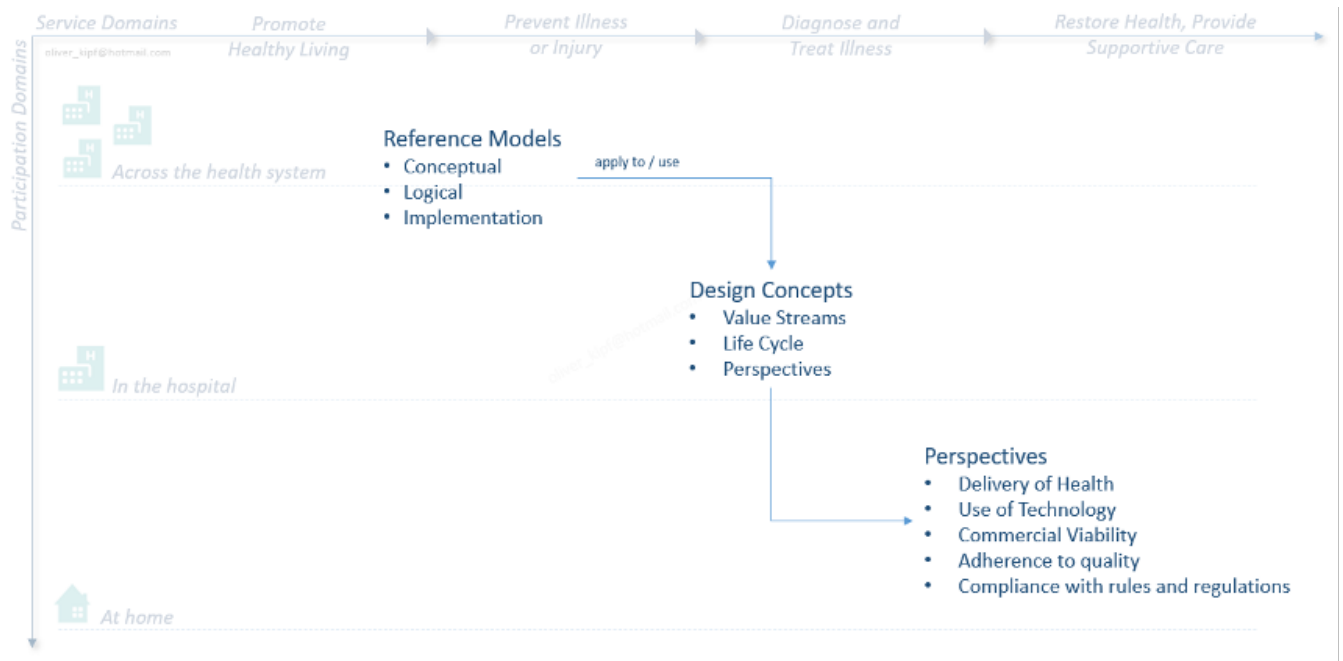 Service Domains
Promote
Healthy Living
Prevent Illness
or Injury
Diagnose and
Treat Illness
Restore Health, Provide
Supportive Care
oliver_kipf@hotmail.com
Participation Domains
H
H
H
Across the health system
Reference Models
• Conceptual
• Logical
• Implementation
apply to / use
Design Concepts
• Value Streams
• Life Cycle
• Perspectives
oliver_kipf@hotmail.com
H
In the hospital
Perspectives
• Delivery of Health
• Use of Technology
• Commercial Viability
• Adherence to quality
• Compliance with rules and regulations
At home